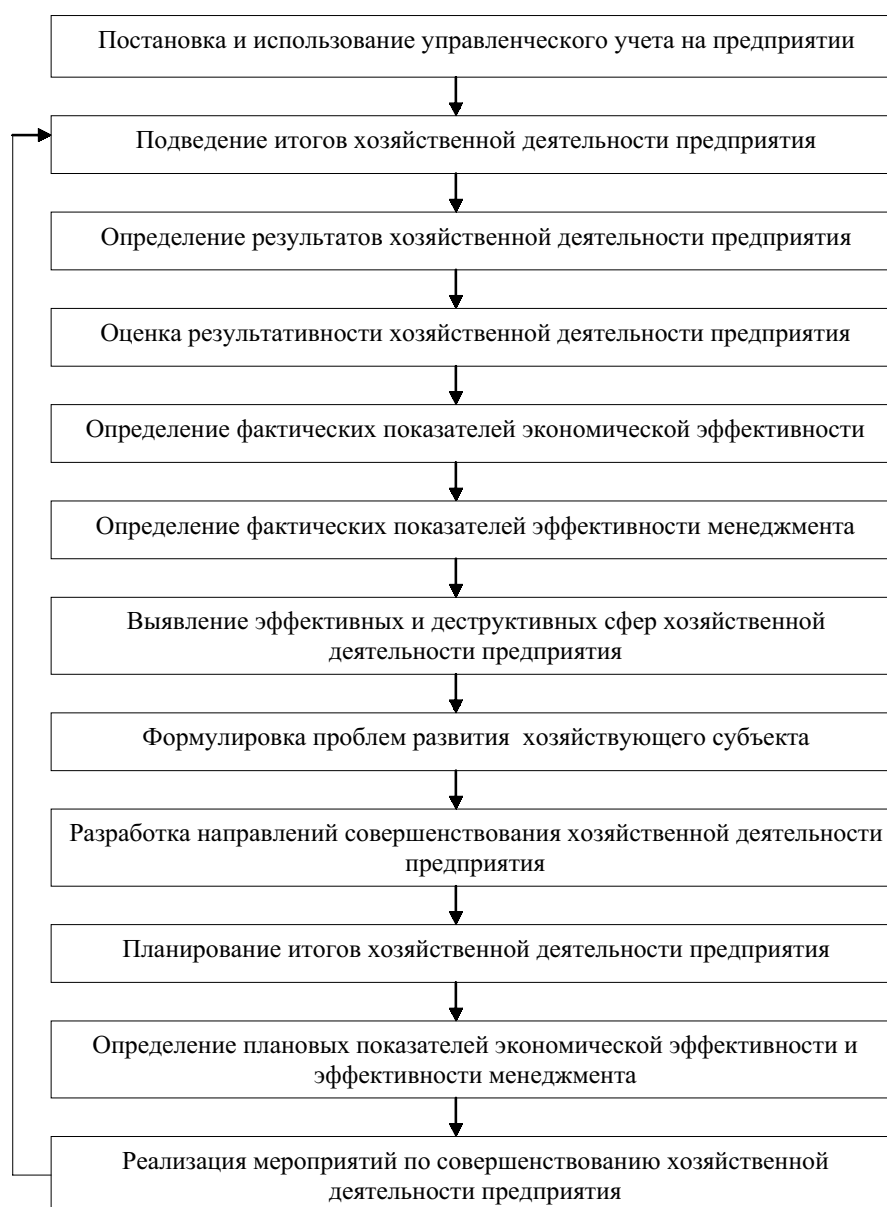 Постановка и использование управленческого учета на предприятии
Подведение итогов хозяйственной деятельности предприятия
Определение результатов хозяйственной деятельности предприятия
Оценка результативности хозяйственной деятельности предприятия
Определение фактических показателей экономической эффективности
Определение фактических показателей эффективности менеджмента
Выявление эффективных и деструктивных сфер хозяйственной
деятельности предприятия
Формулировка проблем развития хозяйствующего субъекта
Разработка направлений совершенствования хозяйственной деятельности
предприятия
Планирование итогов хозяйственной деятельности предприятия
Определение плановых показателей экономической эффективности и
эффективности менеджмента
Реализация мероприятий по совершенствованию хозяйственной
деятельности предприятия